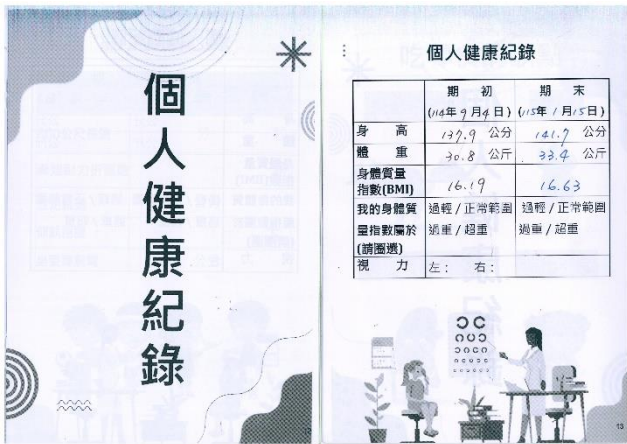 個人健康紀錄
個人健康紀錄
期 初 期 末
(114年9月4日) (115年1月15日)
身 高 137.9 公分 141.7 公分
體 重 30.8 公斤 33.4 公斤
身體質量
指數(BMI) 16.19 16.63
我的身體質 過輕/正常範圍 過輕/正常範圍
量指數屬於 過重/超重 過重/超重
(請圈選)
視 力 左: 右:
13